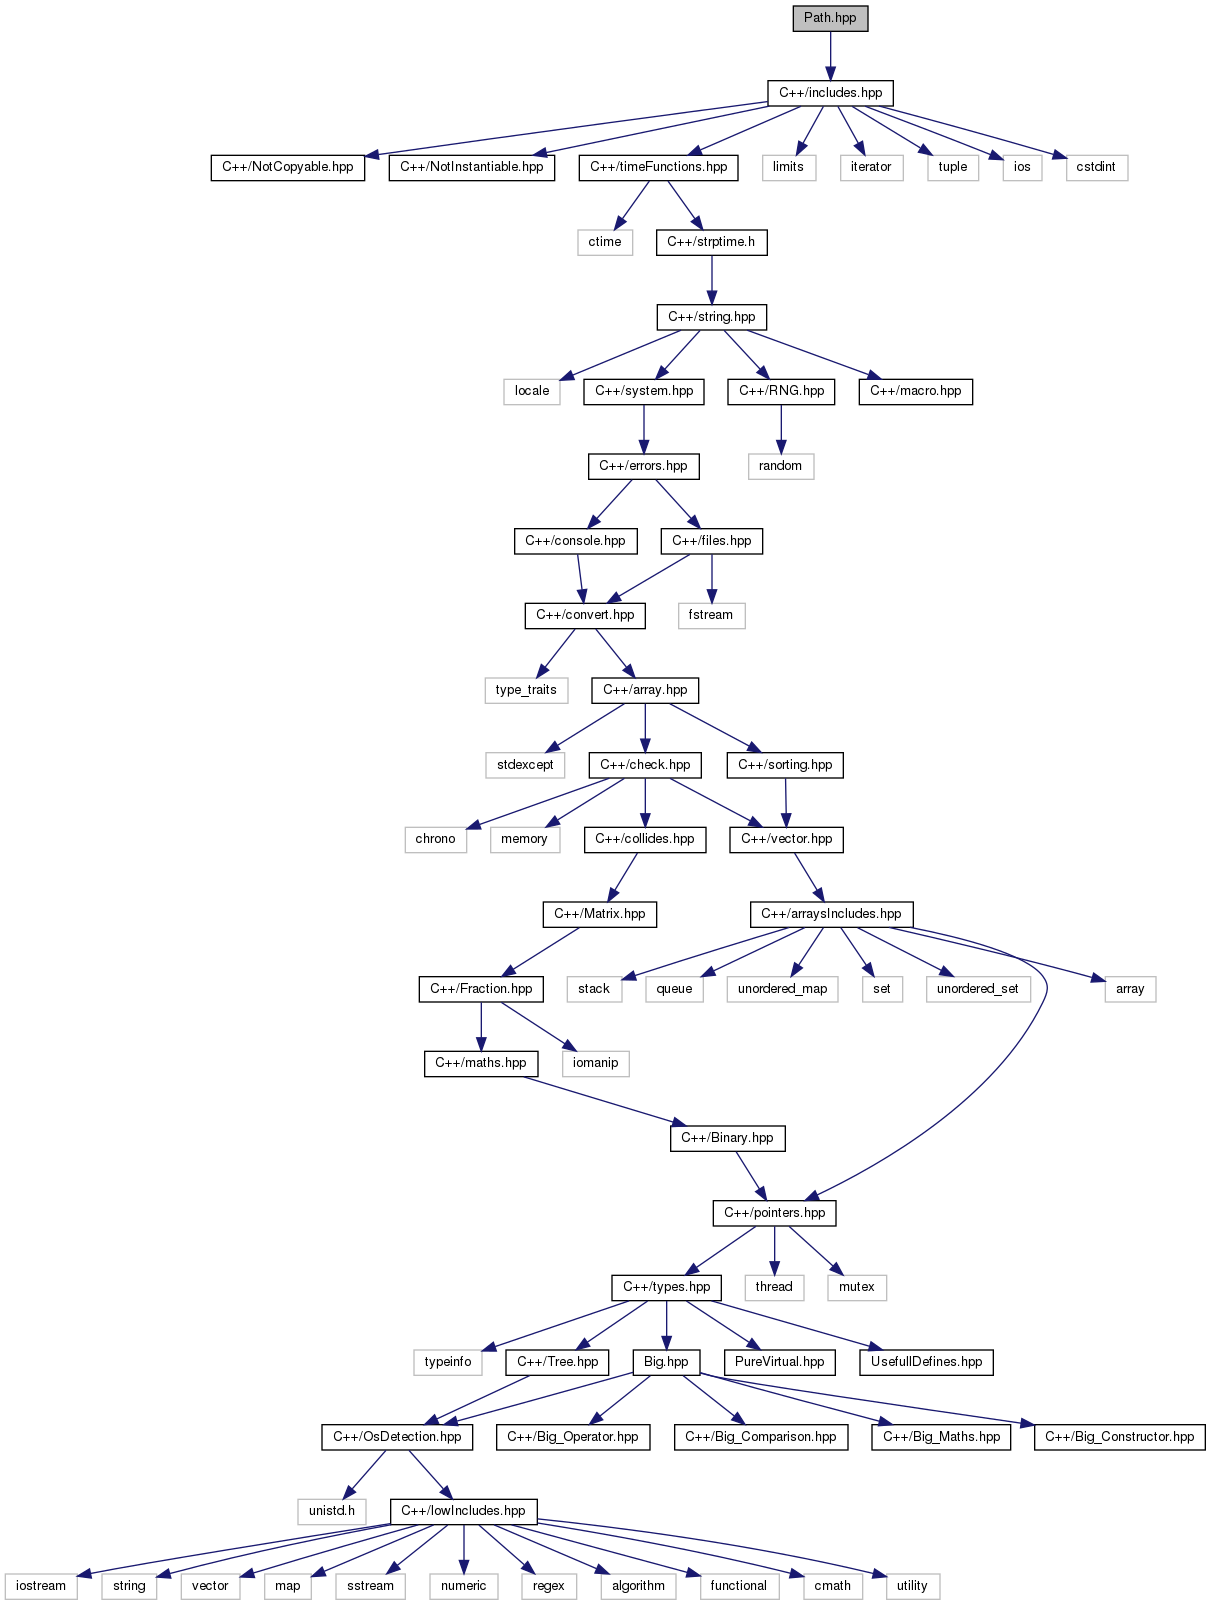 Path.hpp
C++/includes.hpp
C++/NotCopyable.hpp
C++/NotInstantiable.hpp
C++/timeFunctions.hpp
limits
iterator
tuple
ios
cstdint
ctime
C++/strptime.h
C++/string.hpp
locale
C++/system.hpp
C++/RNG.hpp
C++/macro.hpp
C++/errors.hpp
random
C++/console.hpp
C++/files.hpp
C++/convert.hpp
fstream
type_traits
C++/array.hpp
stdexcept
C++/check.hpp
C++/sorting.hpp
chrono
memory
C++/collides.hpp
C++/vector.hpp
C++/Matrix.hpp
C++/arraysIncludes.hpp
C++/Fraction.hpp
stack
queue
unordered_map
set
unordered_set
array
C++/maths.hpp
iomanip
C++/Binary.hpp
C++/pointers.hpp
C++/types.hpp
thread
mutex
typeinfo
C++/Tree.hpp
Big.hpp
PureVirtual.hpp
UsefullDefines.hpp
C++/OsDetection.hpp
C++/Big_Operator.hpp
C++/Big_Comparison.hpp
C++/Big_Maths.hpp
C++/Big_Constructor.hpp
unistd.h
C++/lowIncludes.hpp
iostream
string
vector
map
sstream
numeric
regex
algorithm
functional
cmath
utility